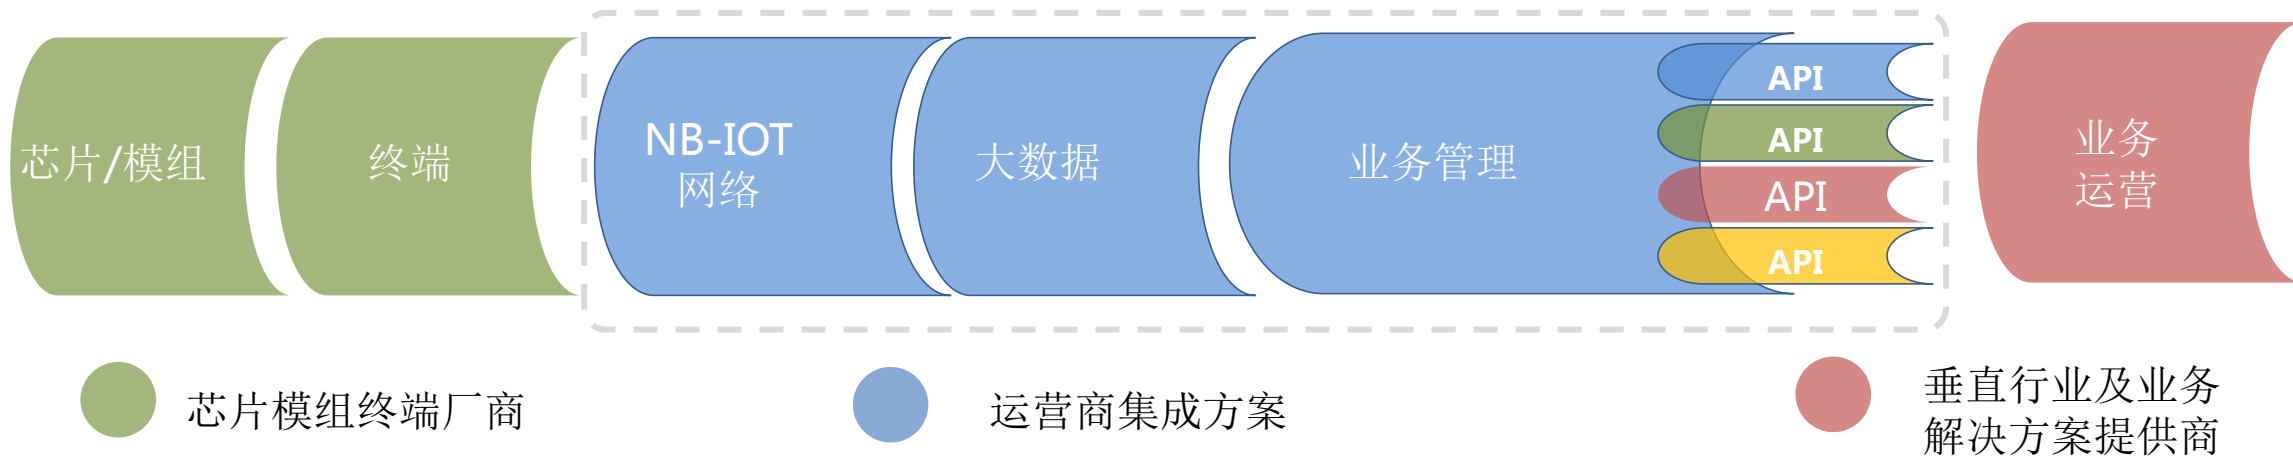 芯片/模组
终端
NB-IOT
网络
大数据
业务管理
API
API
API
API
业务
运营
芯片模组终端厂商
运营商集成方案
垂直行业及业务
解决方案提供商